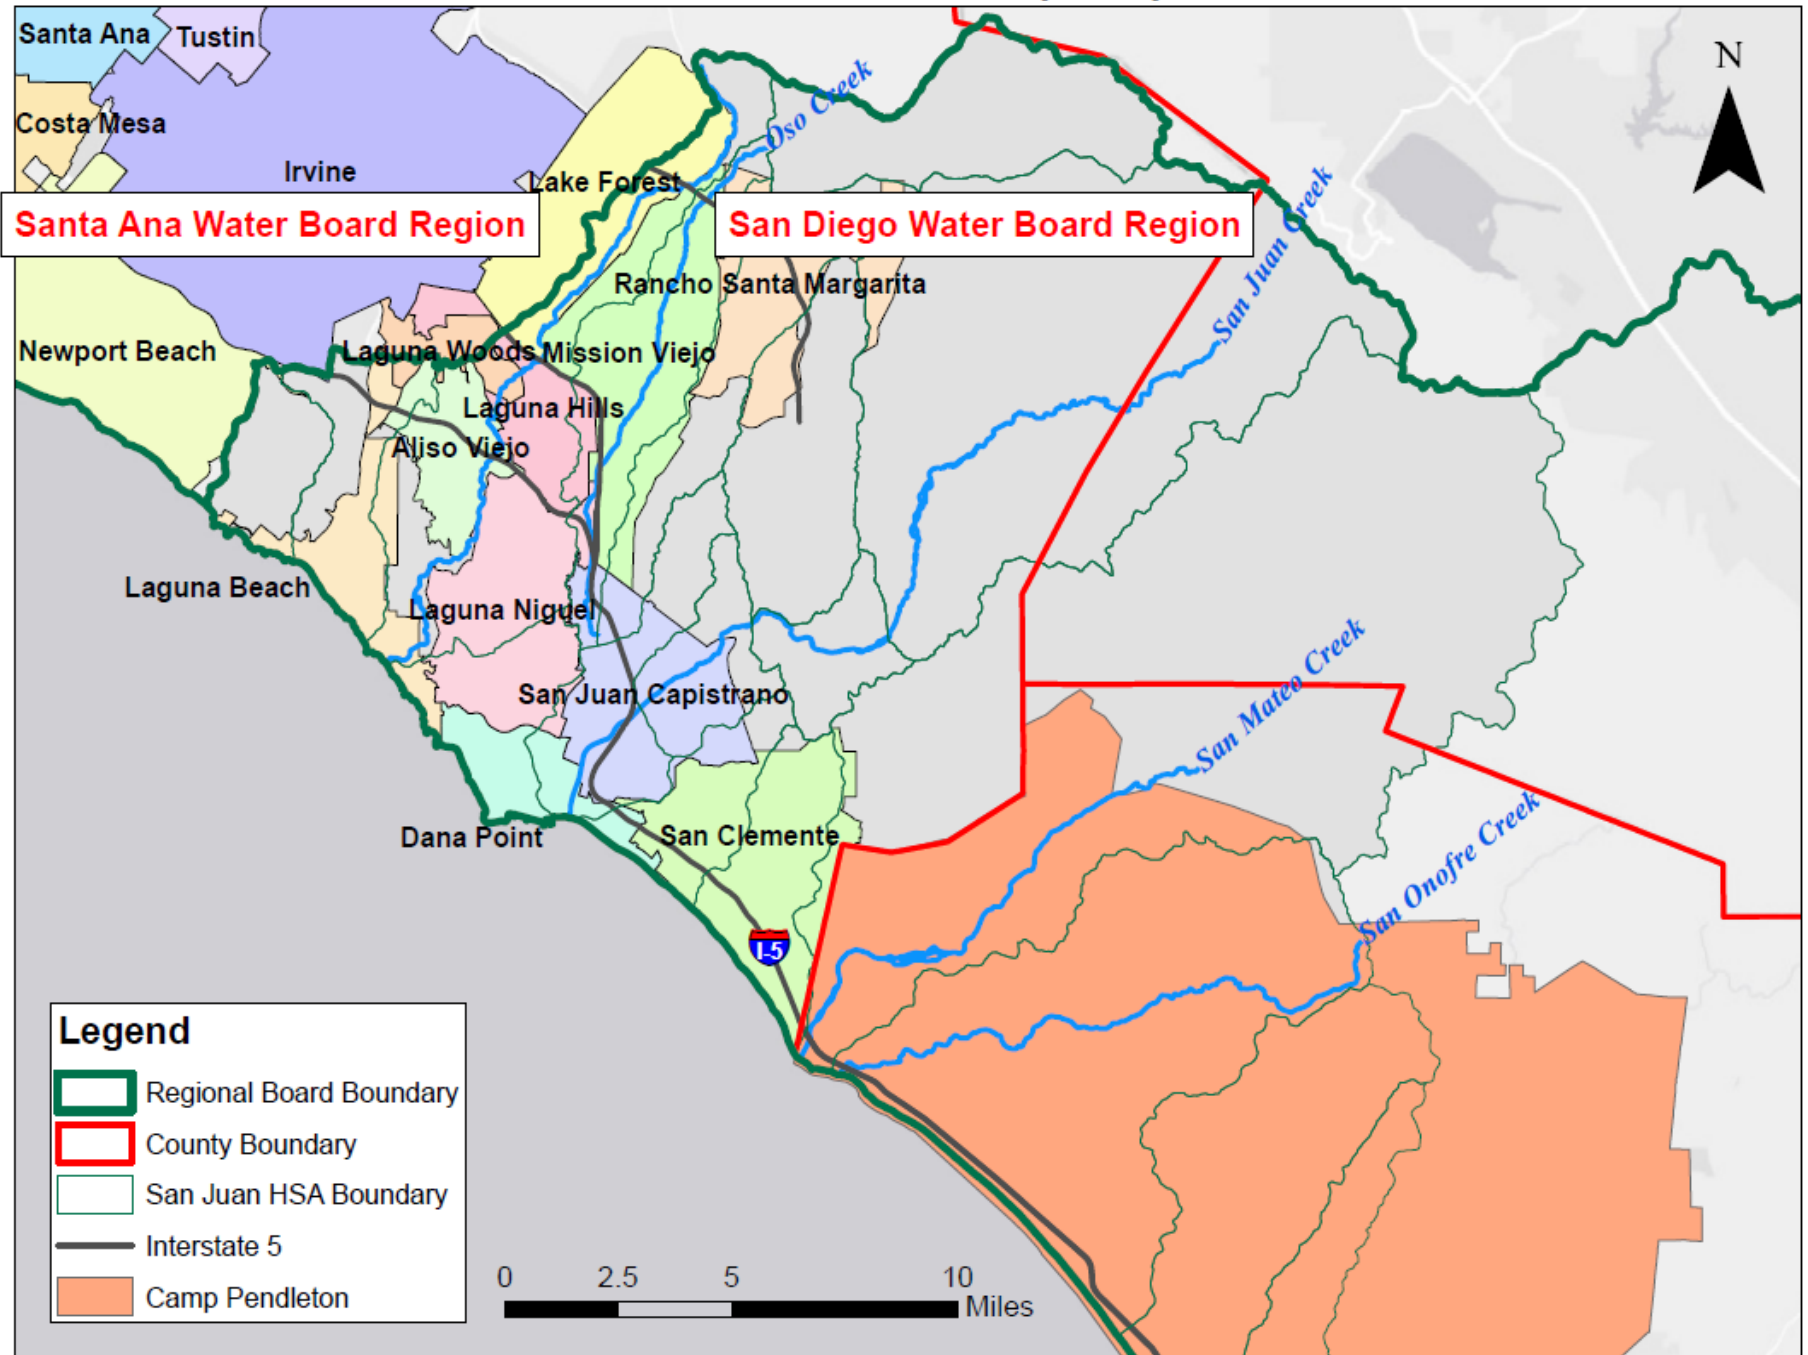 Santa Ana
Tustin
N
Oso Creek
Costa Mesa
Irvine
Lake Forest
Santa Ana Water Board Region
San Diego Water Board Region
San Juan Creek
Rancho Santa Margarita
Newport Beach
Laguna Woods
Mission Viejo
Laguna Hills
Aliso Viejo
Laguna Beach
Laguna Niguel
San Juan Capistrano
San Mateo Creek
Dana Point
San Clemente
San Onofre Creek
I-5
Legend
Regional Board Boundary
County Boundary
San Juan HSA Boundary
Interstate 5
Camp Pendleton
0 2.5 5 10
Miles